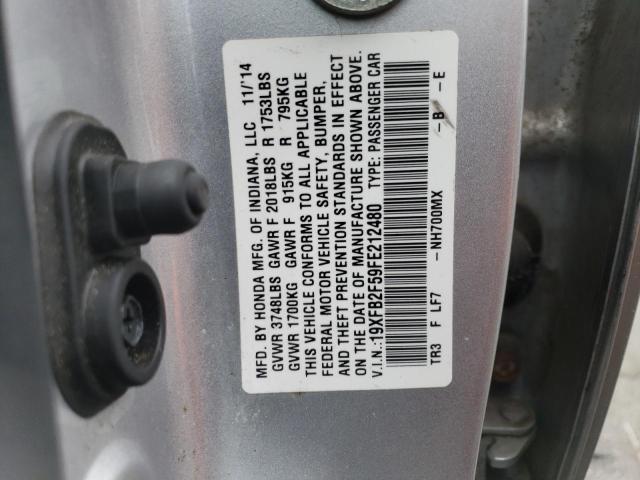 MFD. BY HONDA MFG. OF INDIANA, LLC 11/'14
GVWR 3748LBS GAWR F 2018LBS R 1753LBS
GVWR 1700KG GAWR F 915KG R 795KG
THIS VEHICLE CONFORMS TO ALL APPLICABLE
FEDERAL MOTOR VEHICLE SAFETY, BUMPER,
AND THEFT PREVENTION STANDARDS IN EFFECT
ON THE DATE OF MANUFACTURE SHOWN ABOVE.
V.I.N.:19XFB2F59FE212480 TYPE: PASSENGER CAR
TR3 F LF7 -NH700MX -B -E